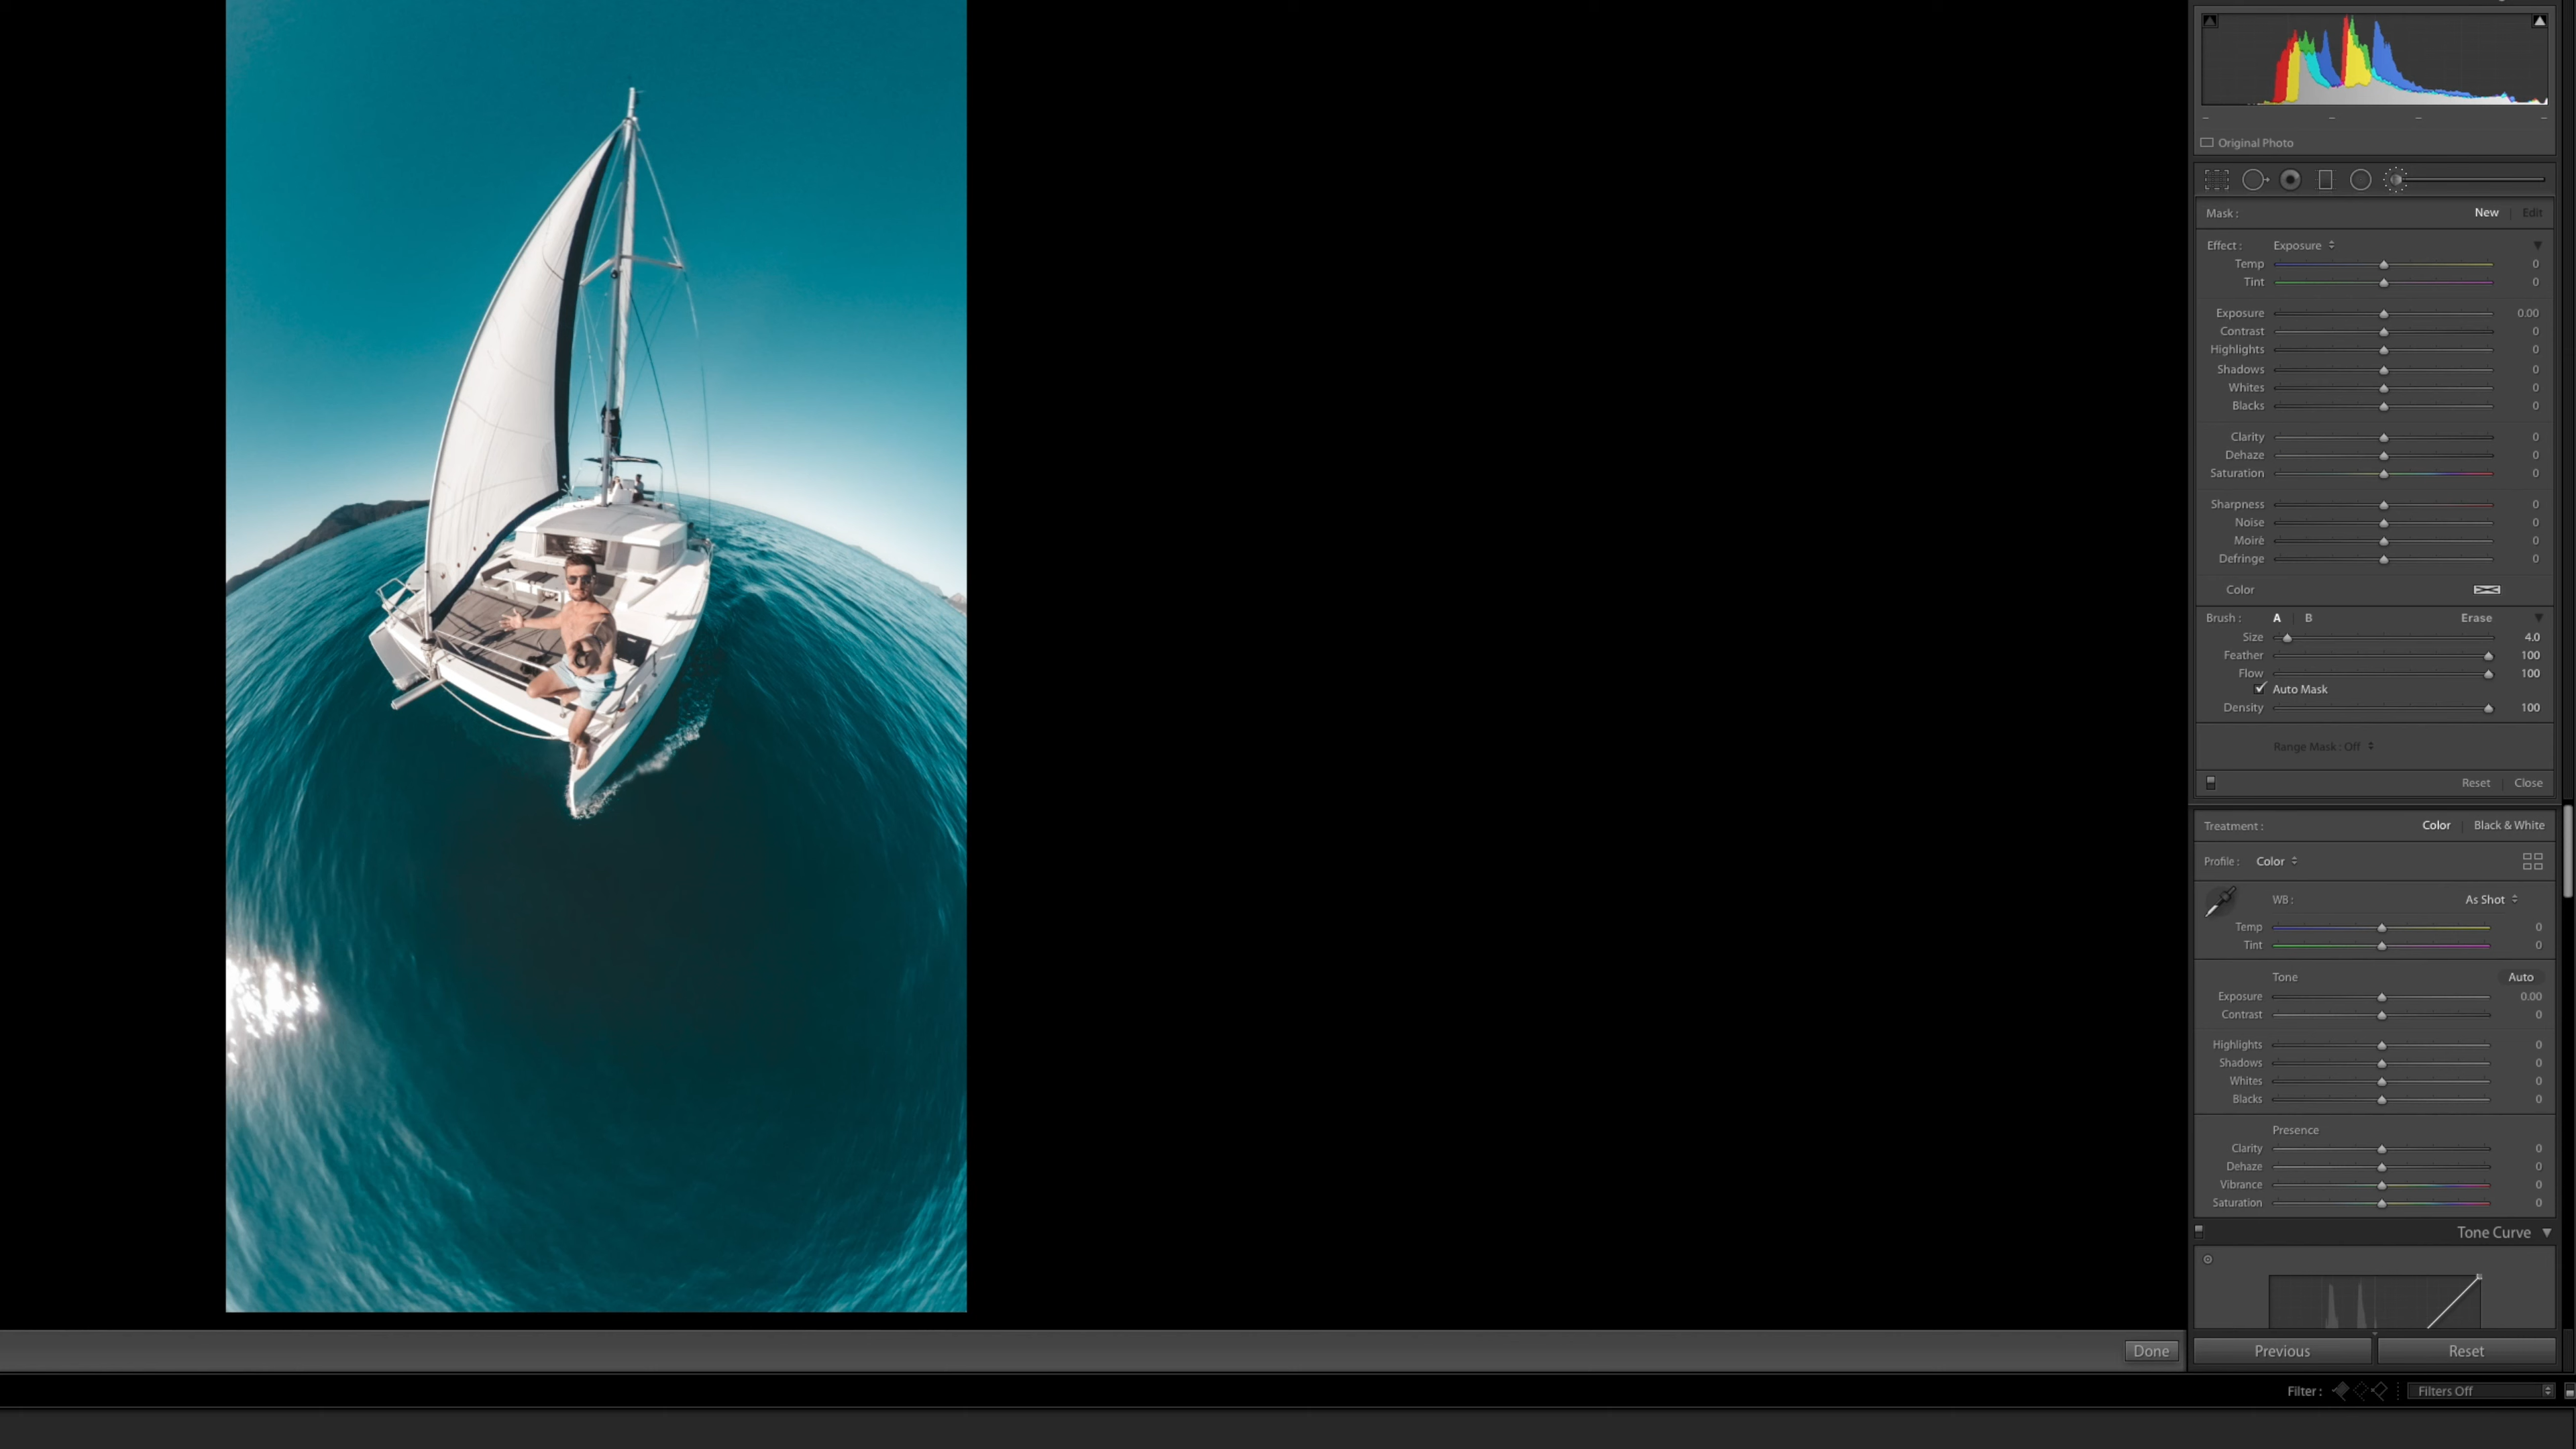 Original Photo
Mask : New | Edit
Effect : Exposure
Temp 0
Tint 0
Exposure 0.00
Contrast 0
Highlights 0
Shadows 0
Whites 0
Blacks 0
Clarity 0
Dehaze 0
Saturation 0
Sharpness 0
Noise 0
Moiré 0
Defringe 0
Color
Brush : A | B Erase
Size 4.0
Feather 100
Flow 100
Auto Mask
Density 100
Range Mask : Off
Reset | Close
Treatment : Color | Black & White
Profile : Color
WB : As Shot
Temp 0
Tint 0
Tone Auto
Exposure 0.00
Contrast 0
Highlights 0
Shadows 0
Whites 0
Blacks 0
Presence
Clarity 0
Dehaze 0
Vibrance 0
Saturation 0
Tone Curve
Done Previous Reset
Filter : Filters Off